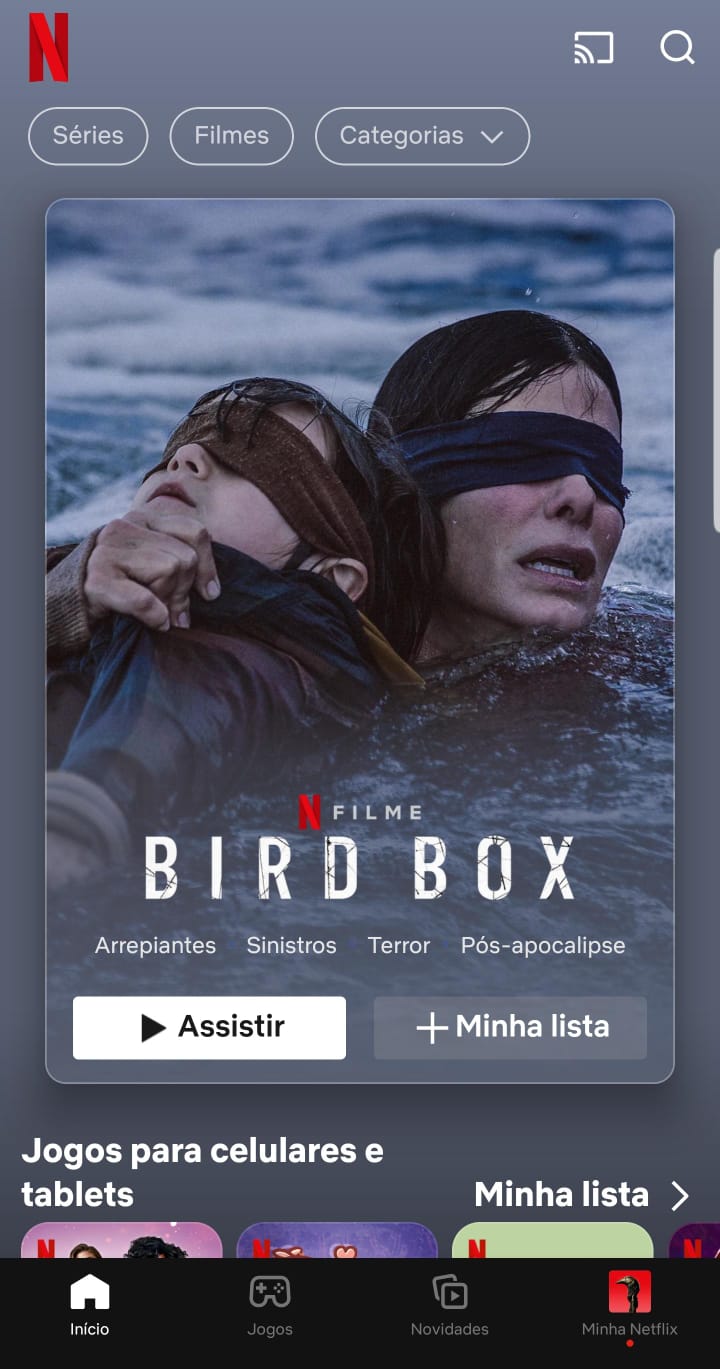 Séries
Filmes
Categorias
N FILME
BIRD BOX
Arrepiantes Sinistros Terror Pós-apocalipse
Assistir
Minha lista
Jogos para celulares e
tablets
Minha lista
Início
Jogos
Novidades
Minha Netflix